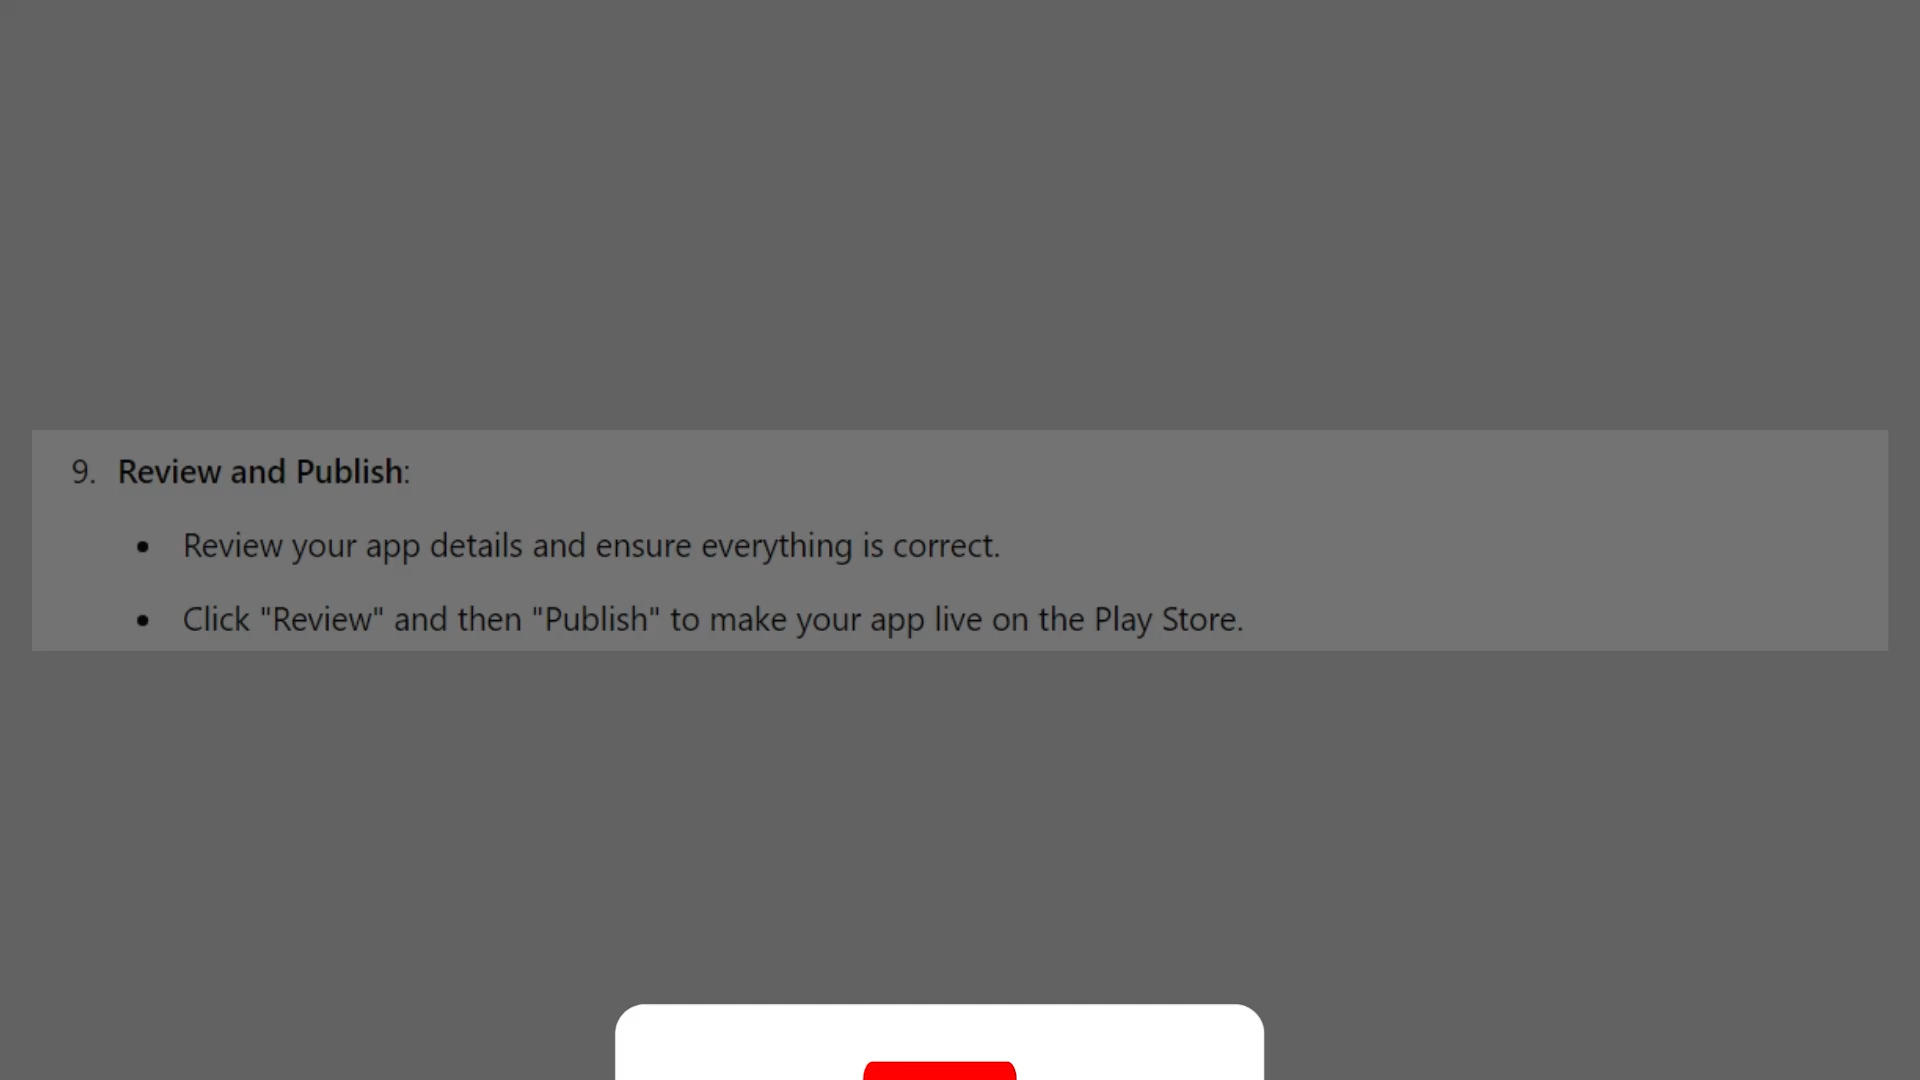 9. Review and Publish:
• Review your app details and ensure everything is correct.
• Click "Review" and then "Publish" to make your app live on the Play Store.